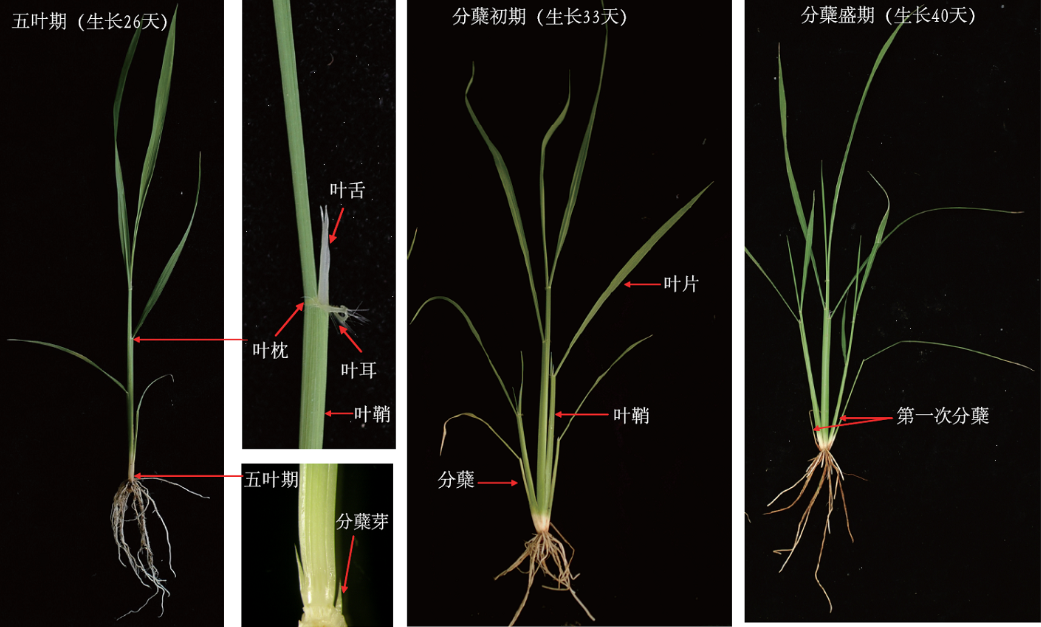 五叶期（生长26天）
分蘖初期（生长33天）
分蘖盛期（生长40天）
叶舌
叶片
叶枕
叶耳
叶鞘
叶鞘
第一次分蘖
五叶期
分蘖
分蘖芽